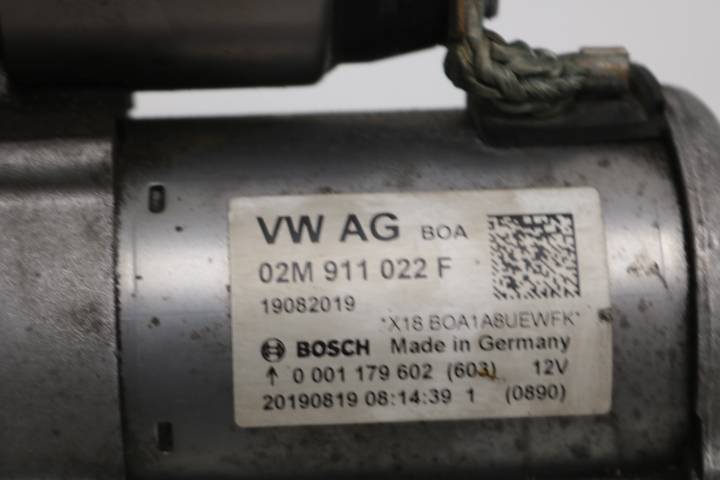 VW AG BOA
02M 911 022 F
19082019
*X18 BOA1A8UEWFK*
BOSCH Made in Germany
↑ 0 001 179 602 (603) 12V
20190819 08:14:39 1 (0890)